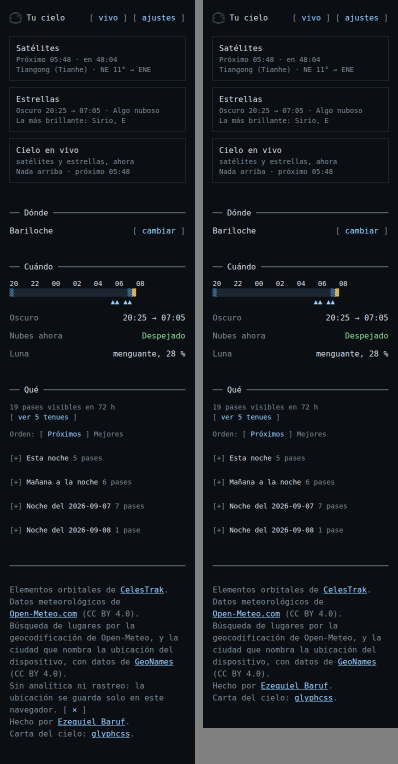 Tu cielo [ vivo ] [ ajustes ]
Satélites
Próximo 05:48 · en 48:04
Tiangong (Tianhe) · NE 11° → ENE
Estrellas
Oscuro 20:25 → 07:05 · Algo nuboso
La más brillante: Sirio, E
Cielo en vivo
satélites y estrellas, ahora
Nada arriba · próximo 05:48
Dónde
Bariloche [ cambiar ]
Cuándo
20 22 00 02 04 06 08
Oscuro 20:25 → 07:05
Nubes ahora Despejado
Luna menguante, 28 %
Qué
19 pases visibles en 72 h
[ ver 5 tenues ]
Orden: [ Próximos ] Mejores
[+] Esta noche 5 pases
[+] Mañana a la noche 6 pases
[+] Noche del 2026-09-07 7 pases
[+] Noche del 2026-09-08 1 pase
Elementos orbitales de CelesTrak.
Datos meteorológicos de
Open-Meteo.com (CC BY 4.0).
Búsqueda de lugares por la
geocodificación de Open-Meteo, y la
ciudad que nombra la ubicación del
dispositivo, con datos de GeoNames
(CC BY 4.0).
Sin analítica ni rastreo: la
ubicación se guarda solo en este
navegador. [ × ]
Hecho por Ezequiel Baruf.
Carta del cielo: glyphcss.
Tu cielo [ vivo ] [ ajustes ]
Satélites
Próximo 05:48 · en 48:04
Tiangong (Tianhe) · NE 11° → ENE
Estrellas
Oscuro 20:25 → 07:05 · Algo nuboso
La más brillante: Sirio, E
Cielo en vivo
satélites y estrellas, ahora
Nada arriba · próximo 05:48
Dónde
Bariloche [ cambiar ]
Cuándo
20 22 00 02 04 06 08
Oscuro 20:25 → 07:05
Nubes ahora Despejado
Luna menguante, 28 %
Qué
19 pases visibles en 72 h
[ ver 5 tenues ]
Orden: [ Próximos ] Mejores
[+] Esta noche 5 pases
[+] Mañana a la noche 6 pases
[+] Noche del 2026-09-07 7 pases
[+] Noche del 2026-09-08 1 pase
Elementos orbitales de CelesTrak.
Datos meteorológicos de
Open-Meteo.com (CC BY 4.0).
Búsqueda de lugares por la
geocodificación de Open-Meteo, y la
ciudad que nombra la ubicación del
dispositivo, con datos de GeoNames
(CC BY 4.0).
Hecho por Ezequiel Baruf.
Carta del cielo: glyphcss.